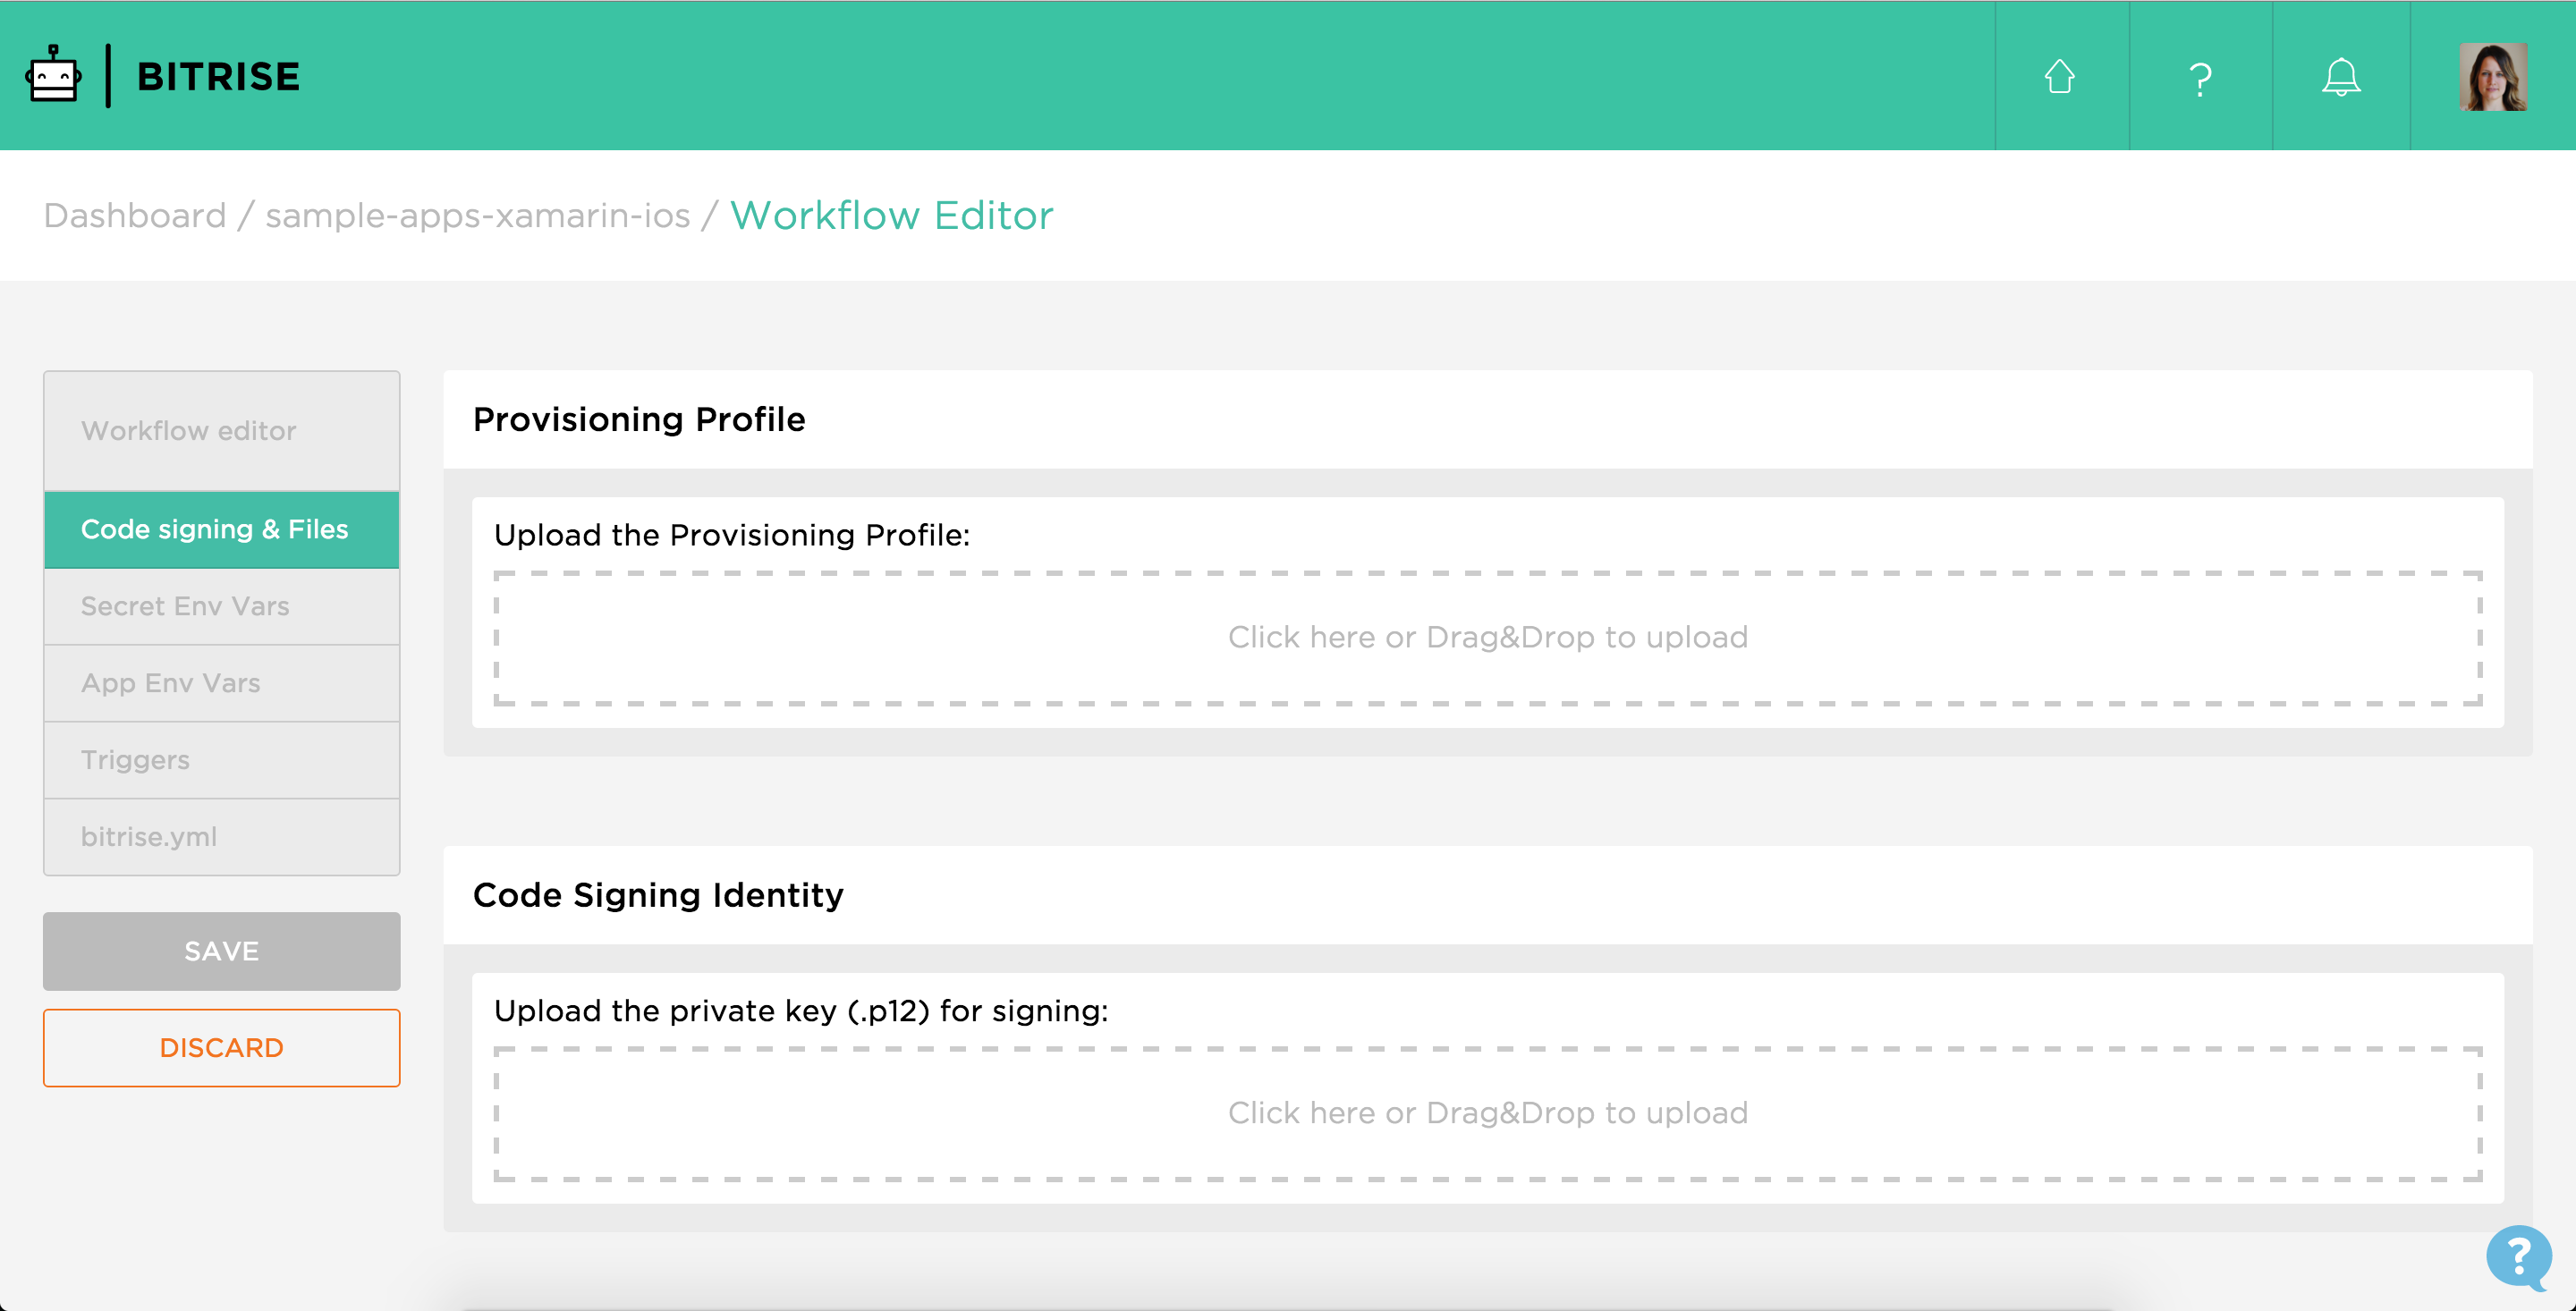 BITRISE
?
Dashboard / sample-apps-xamarin-ios / Workflow Editor
Workflow editor
Code signing & Files
Secret Env Vars
App Env Vars
Triggers
bitrise.yml
SAVE
DISCARD
Provisioning Profile
Upload the Provisioning Profile:
Click here or Drag&Drop to upload
Code Signing Identity
Upload the private key (.p12) for signing:
Click here or Drag&Drop to upload
?